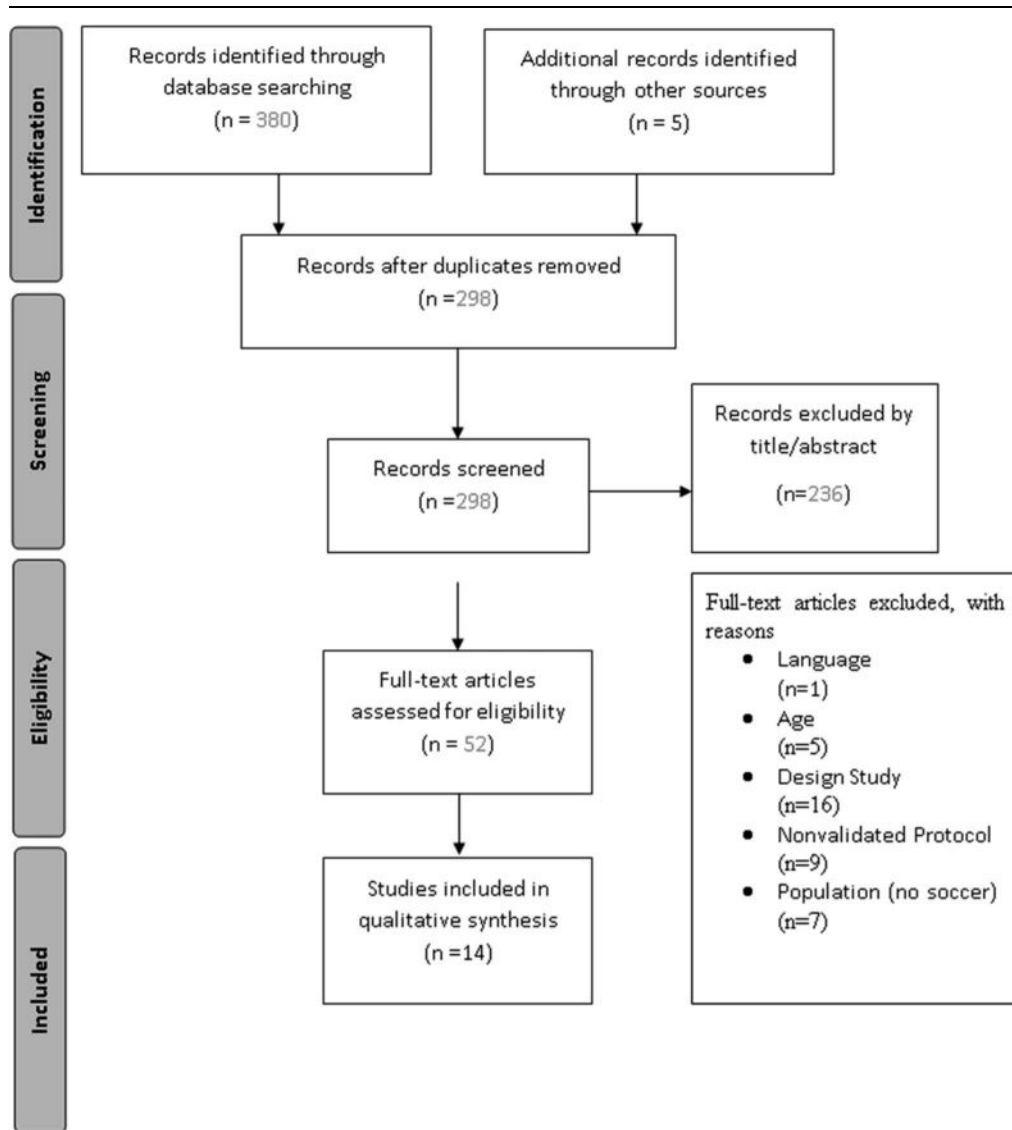 Identification
Records identified through
database searching
(n = 380)
Additional records identified
through other sources
(n = 5)
Records after duplicates removed
(n =298)
Screening
Records screened
(n =298)
Records excluded by
title/abstract
(n=236)
Eligibility
Full-text articles
assessed for eligibility
(n = 52)
Full-text articles excluded, with
reasons
• Language
(n=1)
• Age
(n=5)
• Design Study
(n=16)
• Nonvalidated Protocol
(n=9)
• Population (no soccer)
(n=7)
Included
Studies included in
qualitative synthesis
(n =14)